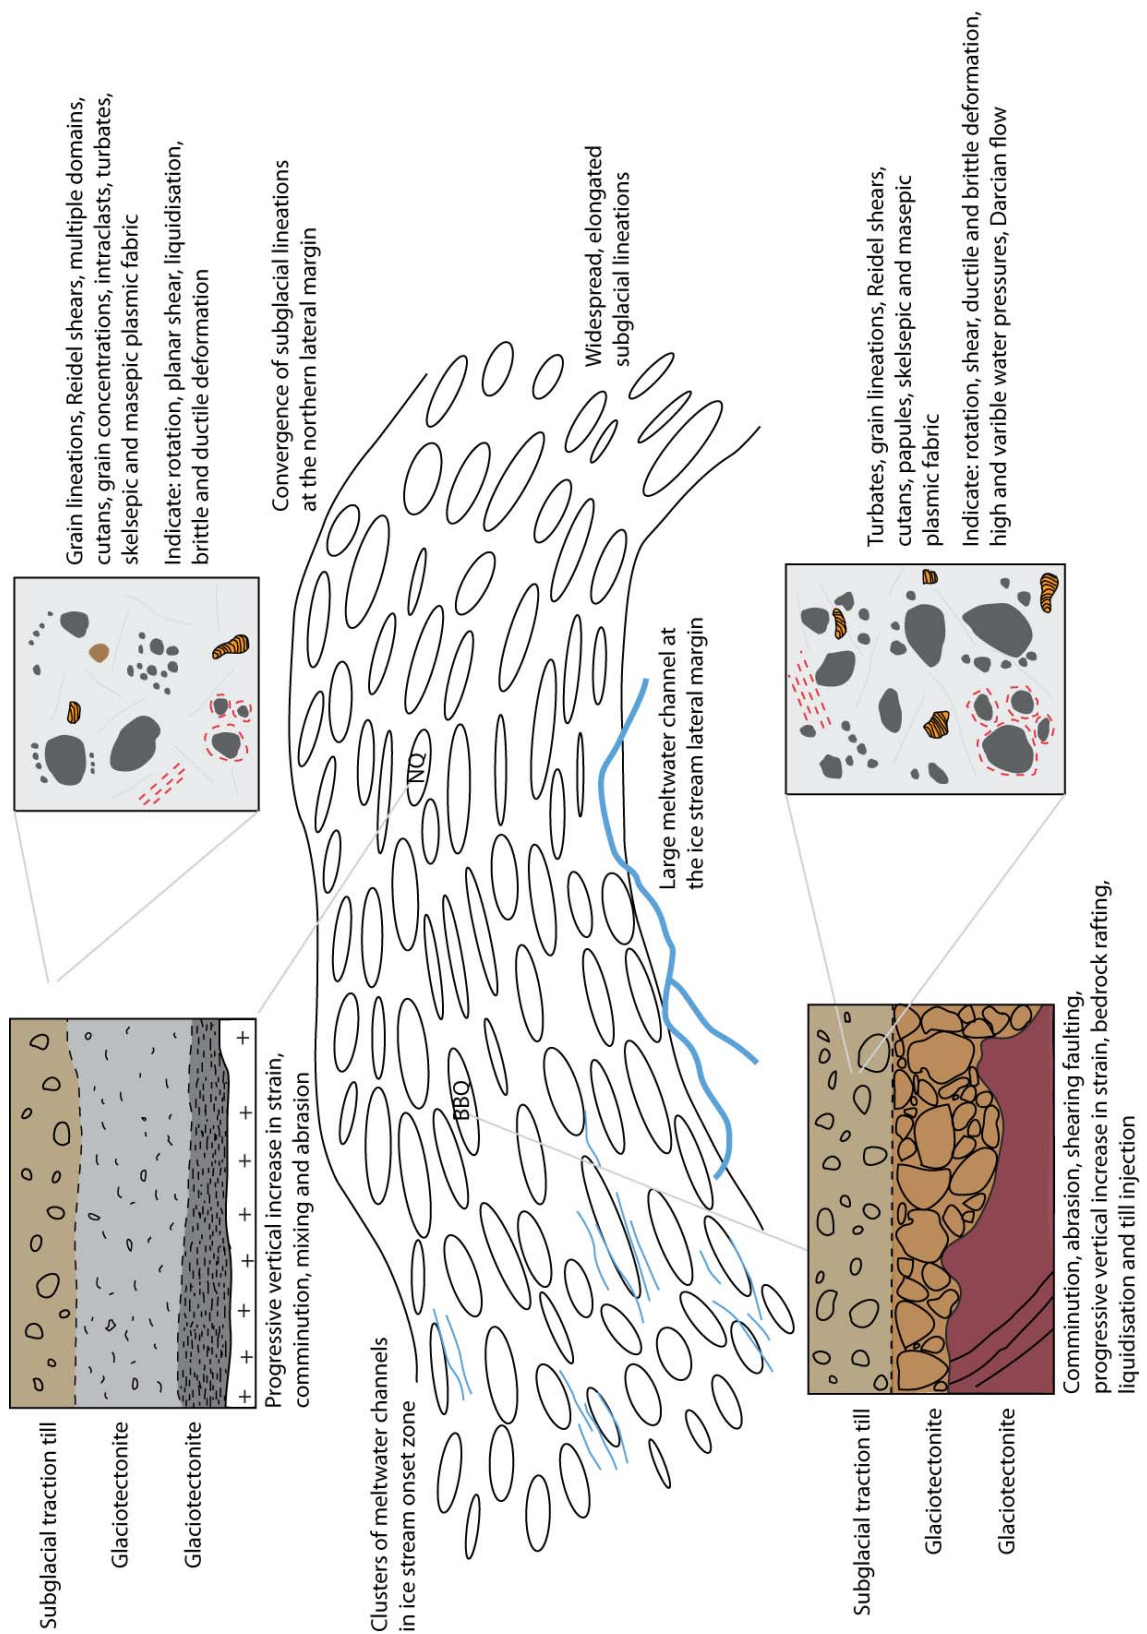 Subglacial traction till
Glaciotectonite
Glaciotectonite
Progressive vertical increase in strain,
comminution, mixing and abrasion
Grain lineations, Reidel shears, multiple domains,
cutans, grain concentrations, intraclasts, turbates,
skelsepic and masepic plasmic fabric
Indicate: rotation, planar shear, liquidisation,
brittle and ductile deformation
Convergence of subglacial lineations
at the northern lateral margin
Clusters of meltwater channels
in ice stream onset zone
BBQ
NQ
Widespread, elongated
subglacial lineations
Large meltwater channel at
the ice stream lateral margin
Subglacial traction till
Glaciotectonite
Glaciotectonite
Comminution, abrasion, shearing faulting,
progressive vertical increase in strain, bedrock rafting,
liquidisation and till injection
Turbates, grain lineations, Reidel shears,
cutans, papules, skelsepic and masepic
plasmic fabric
Indicate: rotation, shear, ductile and brittle deformation,
high and varible water pressures, Darcian flow